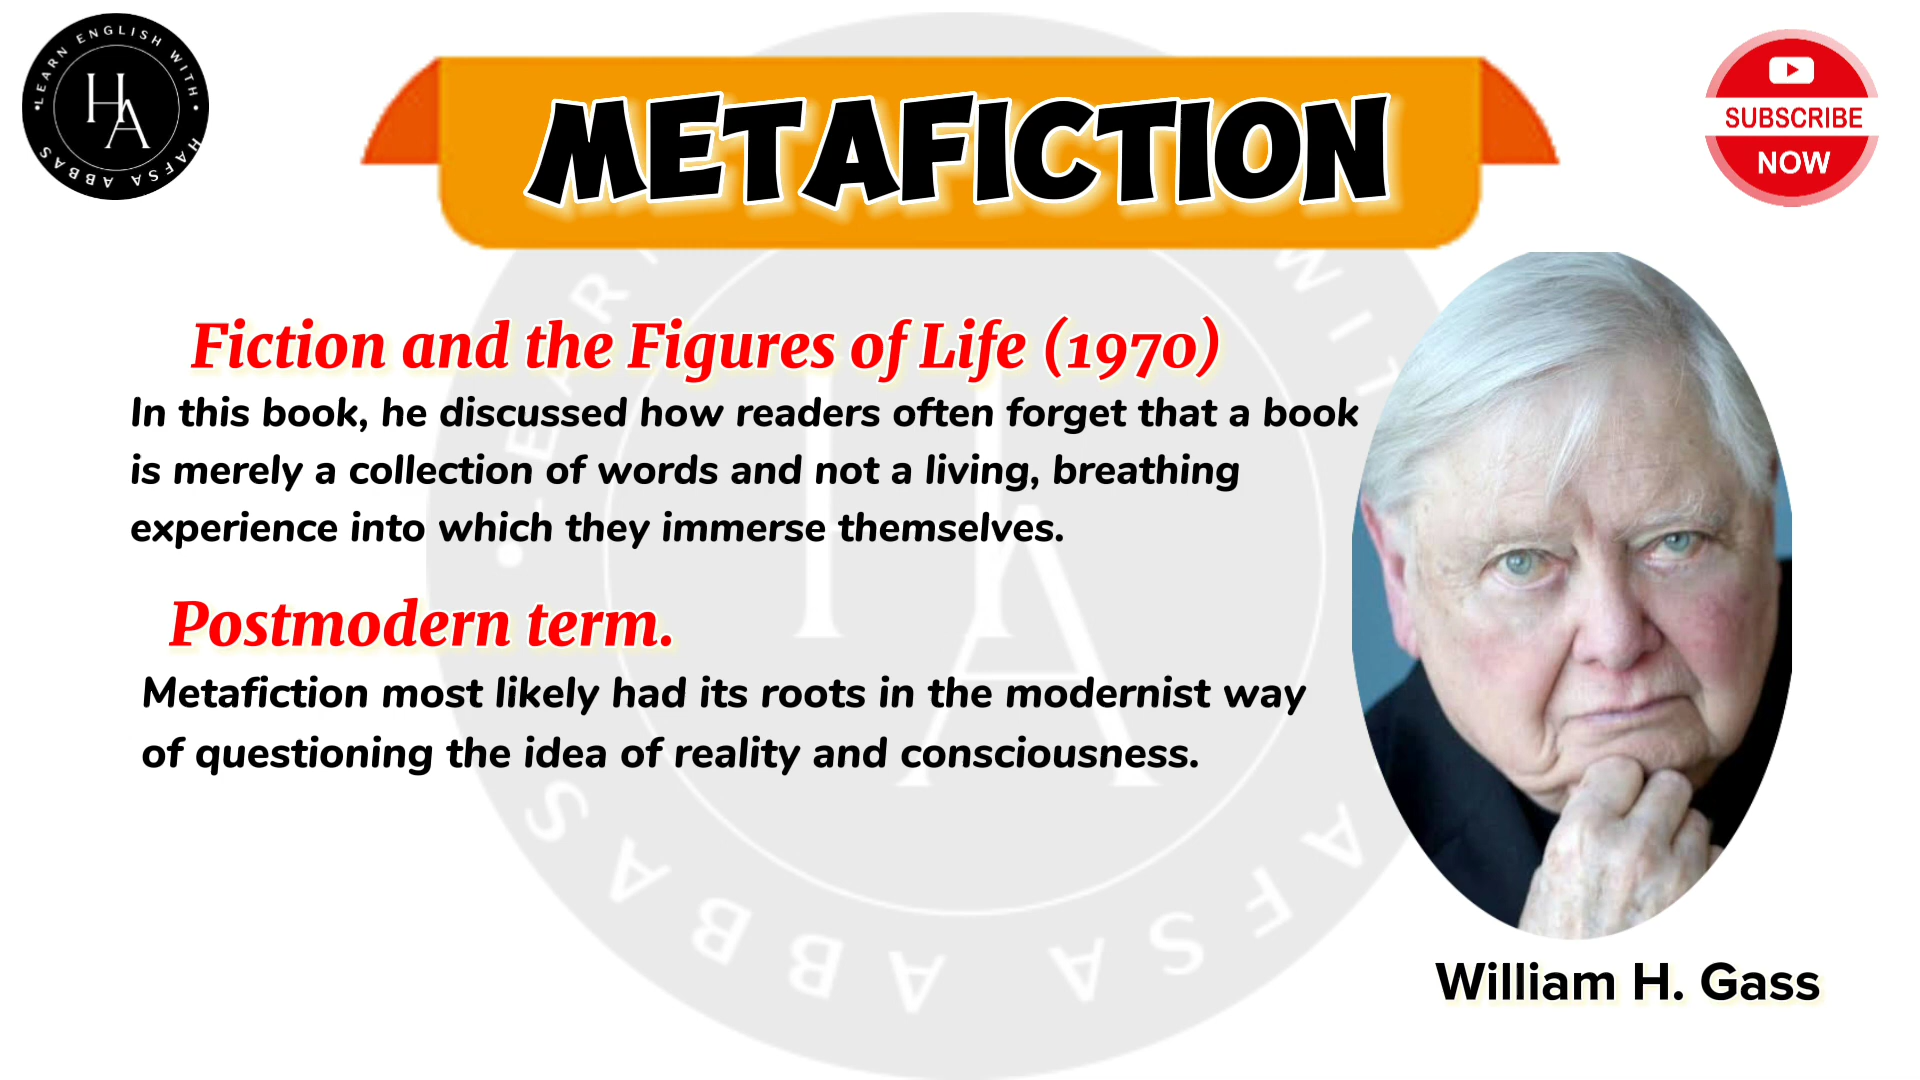 LEARN ENGLISH WITH
HA
HAFSA ABBAS
METAFICTION
SUBSCRIBE
NOW
Fiction and the Figures of Life (1970)
In this book, he discussed how readers often forget that a book
is merely a collection of words and not a living, breathing
experience into which they immerse themselves.
Postmodern term.
Metafiction most likely had its roots in the modernist way
of questioning the idea of reality and consciousness.
William H. Gass